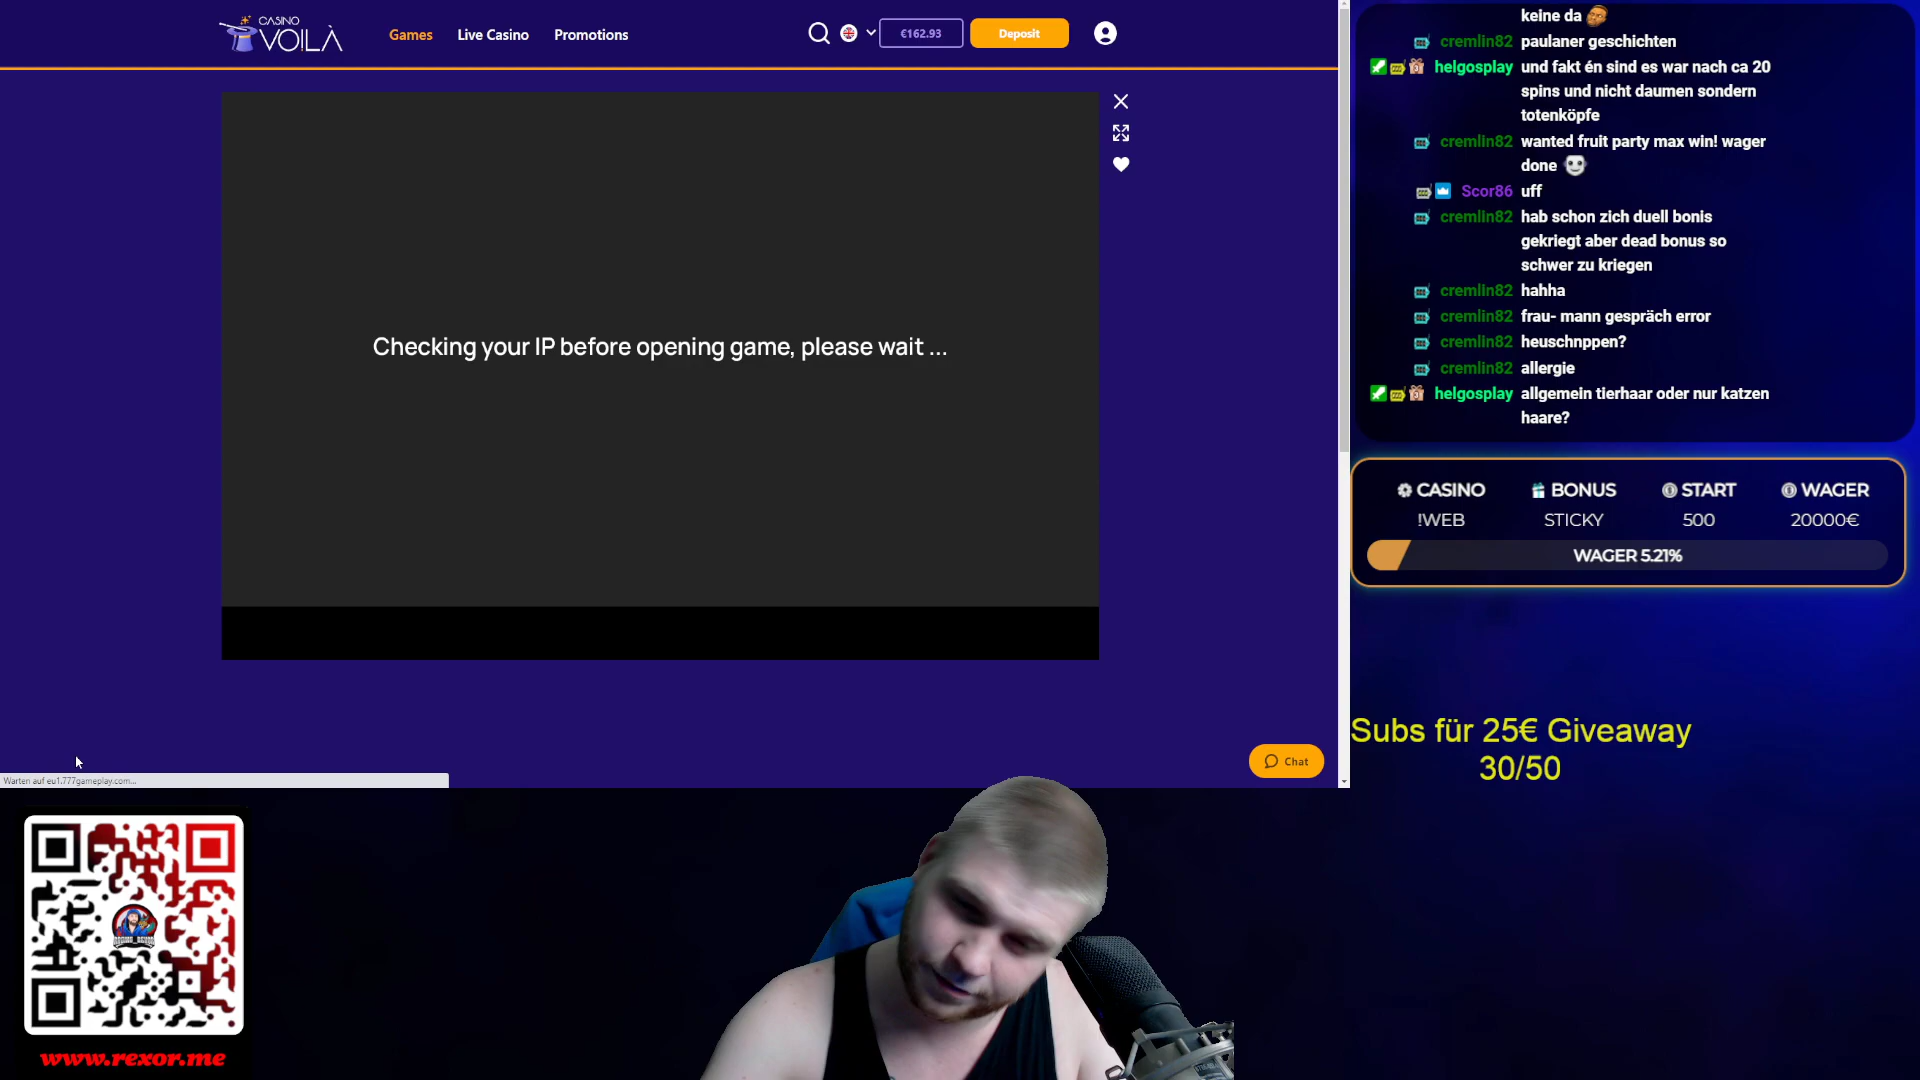 CASINO
VOILÀ
Games
Live Casino
Promotions
€162.93
Deposit
Checking your IP before opening game, please wait ...
Chat
Warten auf eu1.777gameplay.com...
www.rexor.me
keine da
cremlin82 paulaner geschichten
helgosplay und fakt én sind es war nach ca 20
spins und nicht daumen sondern
totenköpfe
cremlin82 wanted fruit party max win! wager
done
Scor86 uff
cremlin82 hab schon zich duell bonis
gekriegt aber dead bonus so
schwer zu kriegen
cremlin82 hahha
cremlin82 frau- mann gespräch error
cremlin82 heuschnppen?
cremlin82 allergie
helgosplay allgemein tierhaar oder nur katzen
haare?
CASINO BONUS START WAGER
!WEB STICKY 500 20000€
WAGER 5.21%
Subs für 25€ Giveaway
30/50